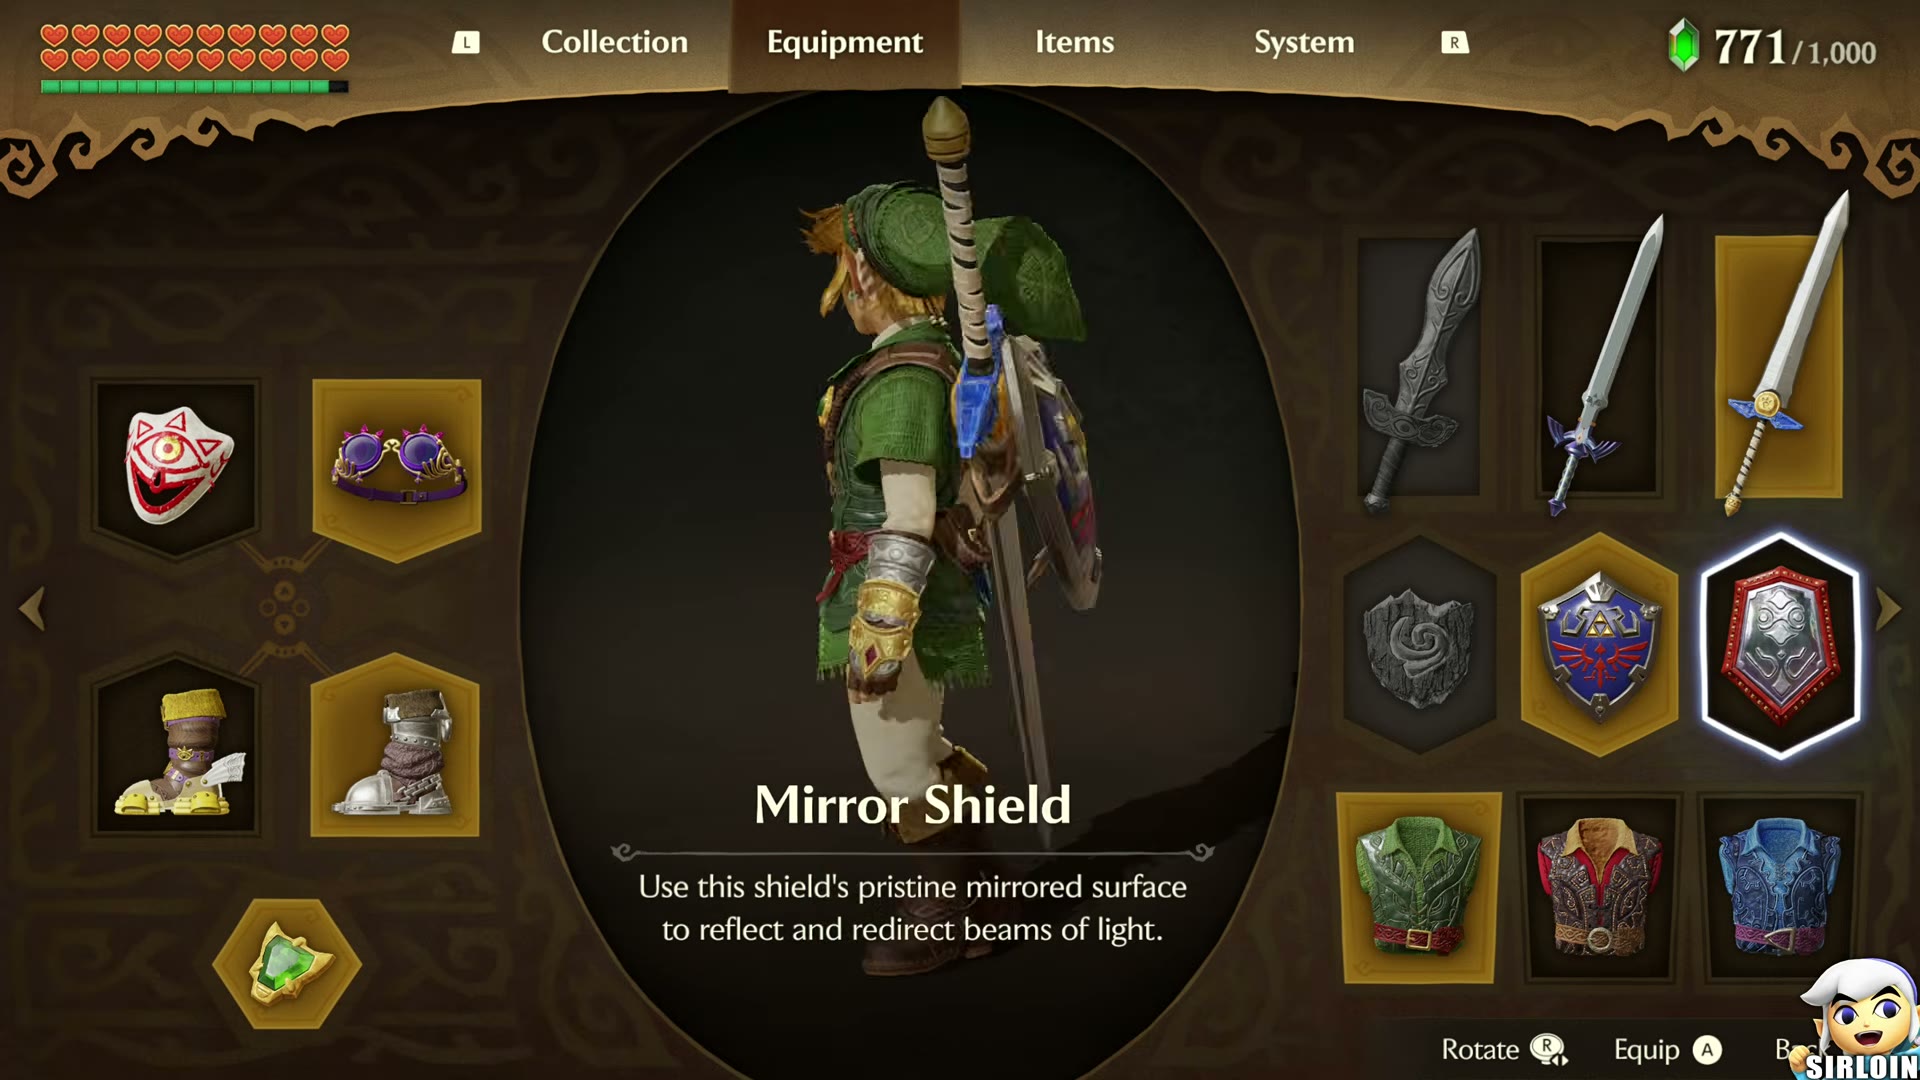 L Collection Equipment Items System R 771/1,000
Mirror Shield
Use this shield's pristine mirrored surface
to reflect and redirect beams of light.
Rotate R Equip A
SIRLOIN